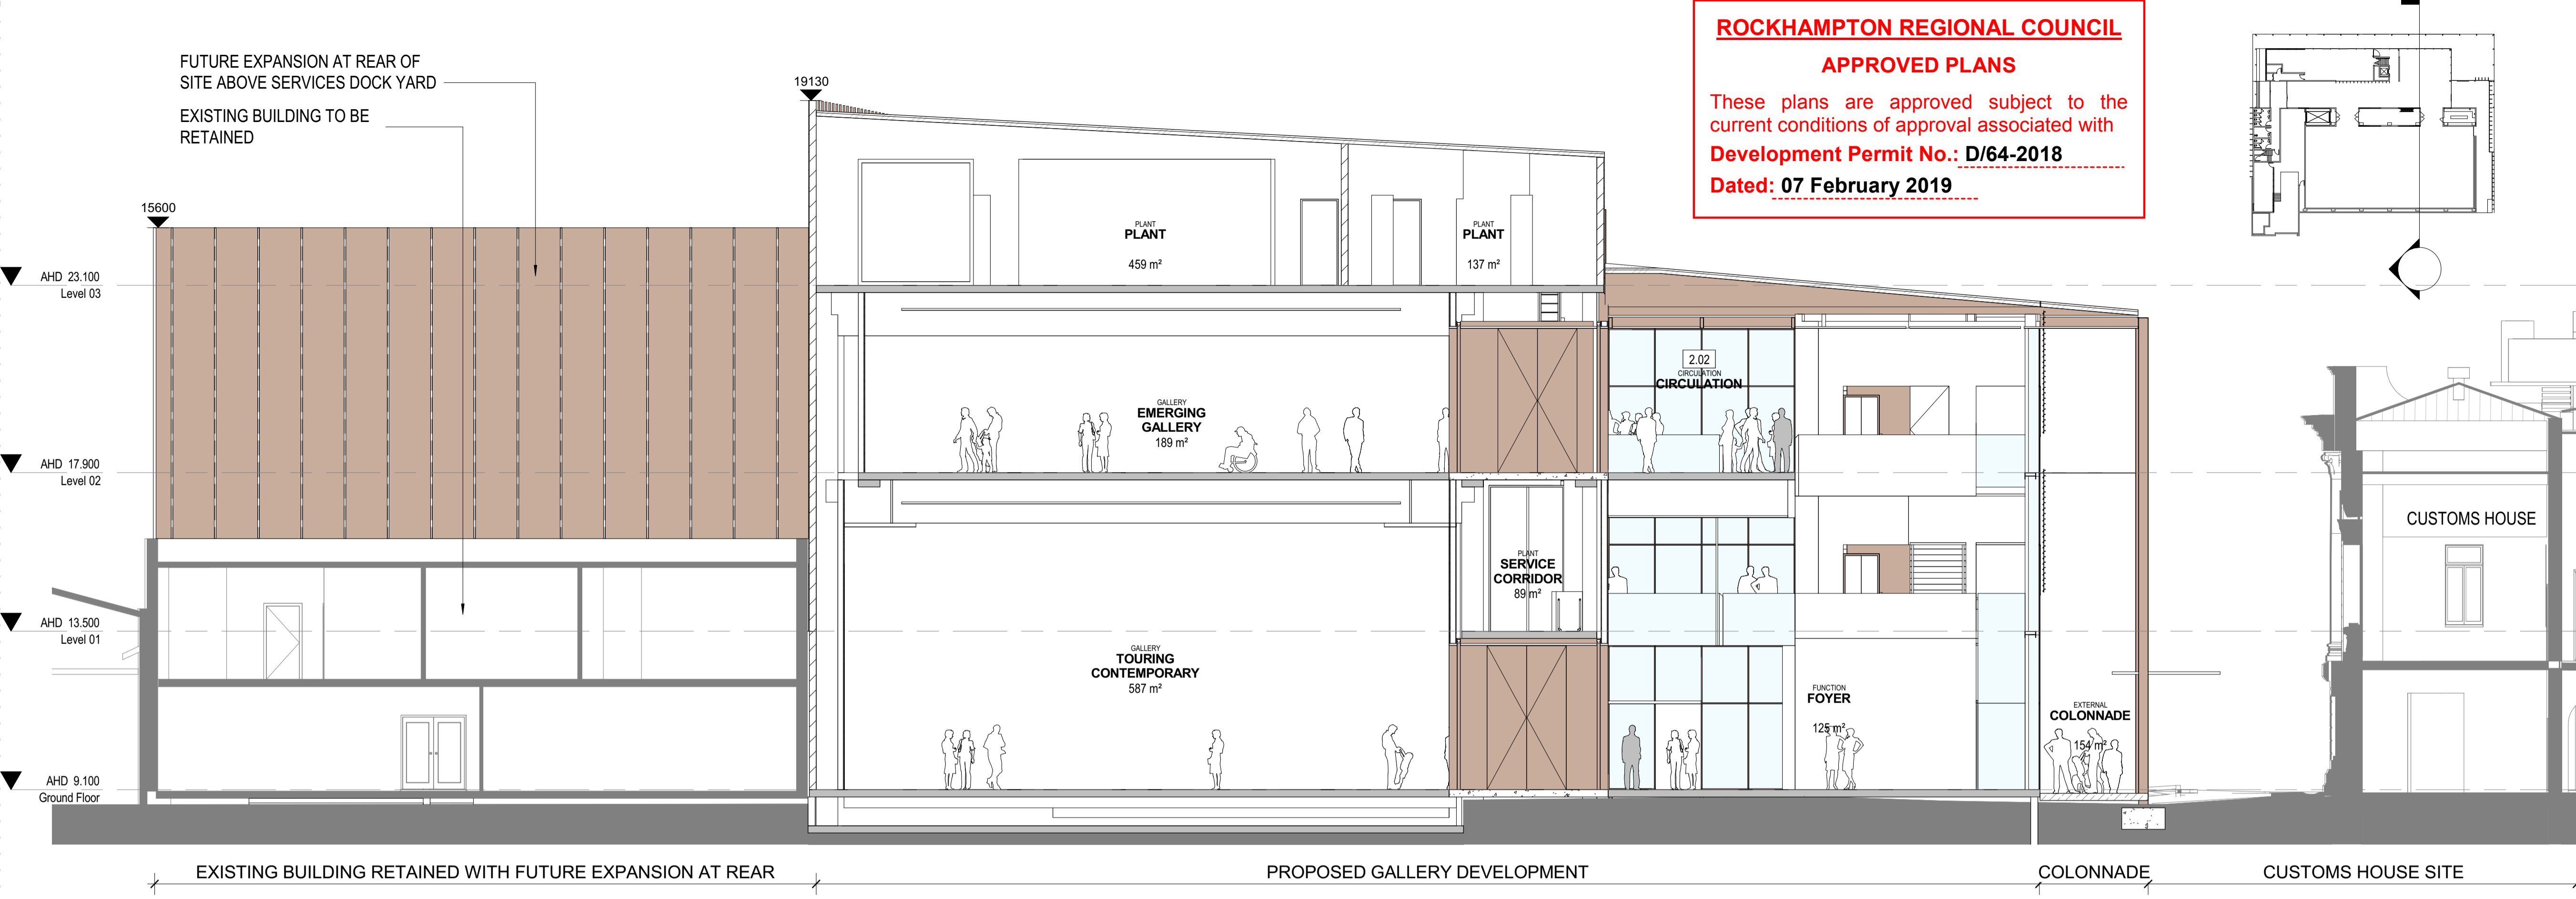 ROCKHAMPTON REGIONAL COUNCIL
APPROVED PLANS
These plans are approved subject to the
current conditions of approval associated with
Development Permit No.: D/64-2018
Dated: 07 February 2019
FUTURE EXPANSION AT REAR OF
SITE ABOVE SERVICES DOCK YARD
EXISTING BUILDING TO BE
RETAINED
19130
15600
AHD 23.100
Level 03
AHD 17.900
Level 02
AHD 13.500
Level 01
AHD 9.100
Ground Floor
PLANT
PLANT
459 m²
PLANT
PLANT
137 m²
GALLERY
EMERGING
GALLERY
189 m²
2.02
CIRCULATION
CIRCULATION
PLANT
SERVICE
CORRIDOR
89 m²
GALLERY
TOURING
CONTEMPORARY
587 m²
FUNCTION
FOYER
125 m²
EXTERNAL
COLONNADE
154 m²
CUSTOMS HOUSE
EXISTING BUILDING RETAINED WITH FUTURE EXPANSION AT REAR
PROPOSED GALLERY DEVELOPMENT
COLONNADE
CUSTOMS HOUSE SITE